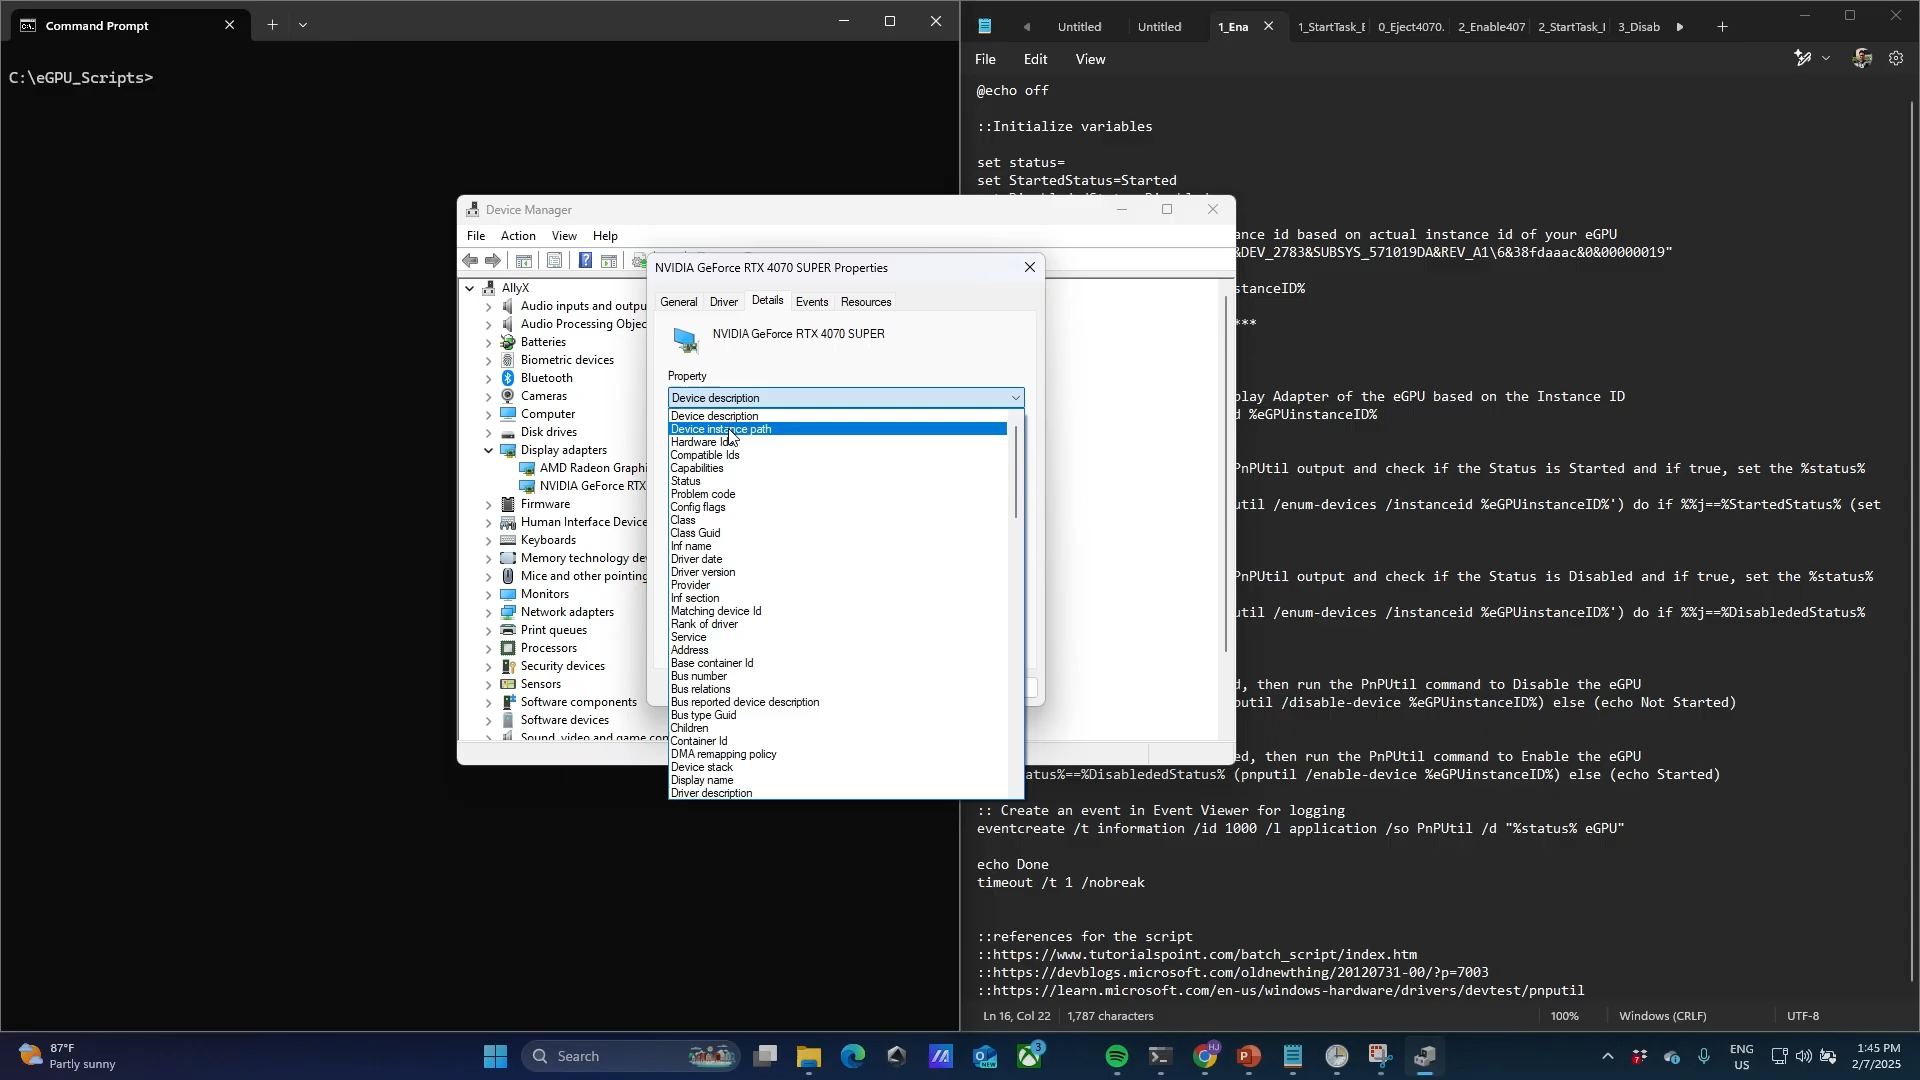 Command Prompt
C:\eGPU_Scripts>
Untitled
Untitled
1_Ena
1_StartTask_E
0_Eject4070.
2_Enable407
2_StartTask_I
3_Disab
File
Edit
View
@echo off
::Initialize variables
set status=
set StartedStatus=Started
ance id based on actual instance id of your eGPU
&DEV_2783&SUBSYS_571019DA&REV_A1\6&38fdaaac&0&00000019"
stanceID%
***
play Adapter of the eGPU based on the Instance ID
d %eGPUinstanceID%
PnPUtil output and check if the Status is Started and if true, set the %status%
util /enum-devices /instanceid %eGPUinstanceID%') do if %%j==%StartedStatus% (set
PnPUtil output and check if the Status is Disabled and if true, set the %status%
util /enum-devices /instanceid %eGPUinstanceID%') do if %%j==%DisablededStatus%
d, then run the PnPUtil command to Disable the eGPU
putil /disable-device %eGPUinstanceID%) else (echo Not Started)
ed, then run the PnPUtil command to Enable the eGPU
atus%==%DisablededStatus% (pnputil /enable-device %eGPUinstanceID%) else (echo Started)
:: Create an event in Event Viewer for logging
eventcreate /t information /id 1000 /l application /so PnPUtil /d "%status% eGPU"
echo Done
timeout /t 1 /nobreak
::references for the script
::https://www.tutorialspoint.com/batch_script/index.htm
::https://devblogs.microsoft.com/oldnewthing/20120731-00/?p=7003
::https://learn.microsoft.com/en-us/windows-hardware/drivers/devtest/pnputil
Ln 16, Col 22
1,787 characters
100%
Windows (CRLF)
UTF-8
Device Manager
File
Action
View
Help
AllyX
Audio inputs and outpu
Audio Processing Objec
Batteries
Biometric devices
Bluetooth
Cameras
Computer
Disk drives
Display adapters
AMD Radeon Graphi
NVIDIA GeForce RTX
Firmware
Human Interface Device
Keyboards
Memory technology de
Mice and other pointing
Monitors
Network adapters
Print queues
Processors
Security devices
Sensors
Software components
Software devices
Sound, video and game con
NVIDIA GeForce RTX 4070 SUPER Properties
General
Driver
Details
Events
Resources
NVIDIA GeForce RTX 4070 SUPER
Property
Device description
Device description
Device instance path
Hardware Ids
Compatible Ids
Capabilities
Status
Problem code
Config flags
Class
Class Guid
Inf name
Driver date
Driver version
Provider
Inf section
Matching device Id
Rank of driver
Service
Address
Base container Id
Bus number
Bus relations
Bus reported device description
Bus type Guid
Children
Container Id
DMA remapping policy
Device stack
Display name
Driver description
87°F
Partly sunny
Search
NEW
3
HJ
7
ENG
US
1:45 PM
2/7/2025